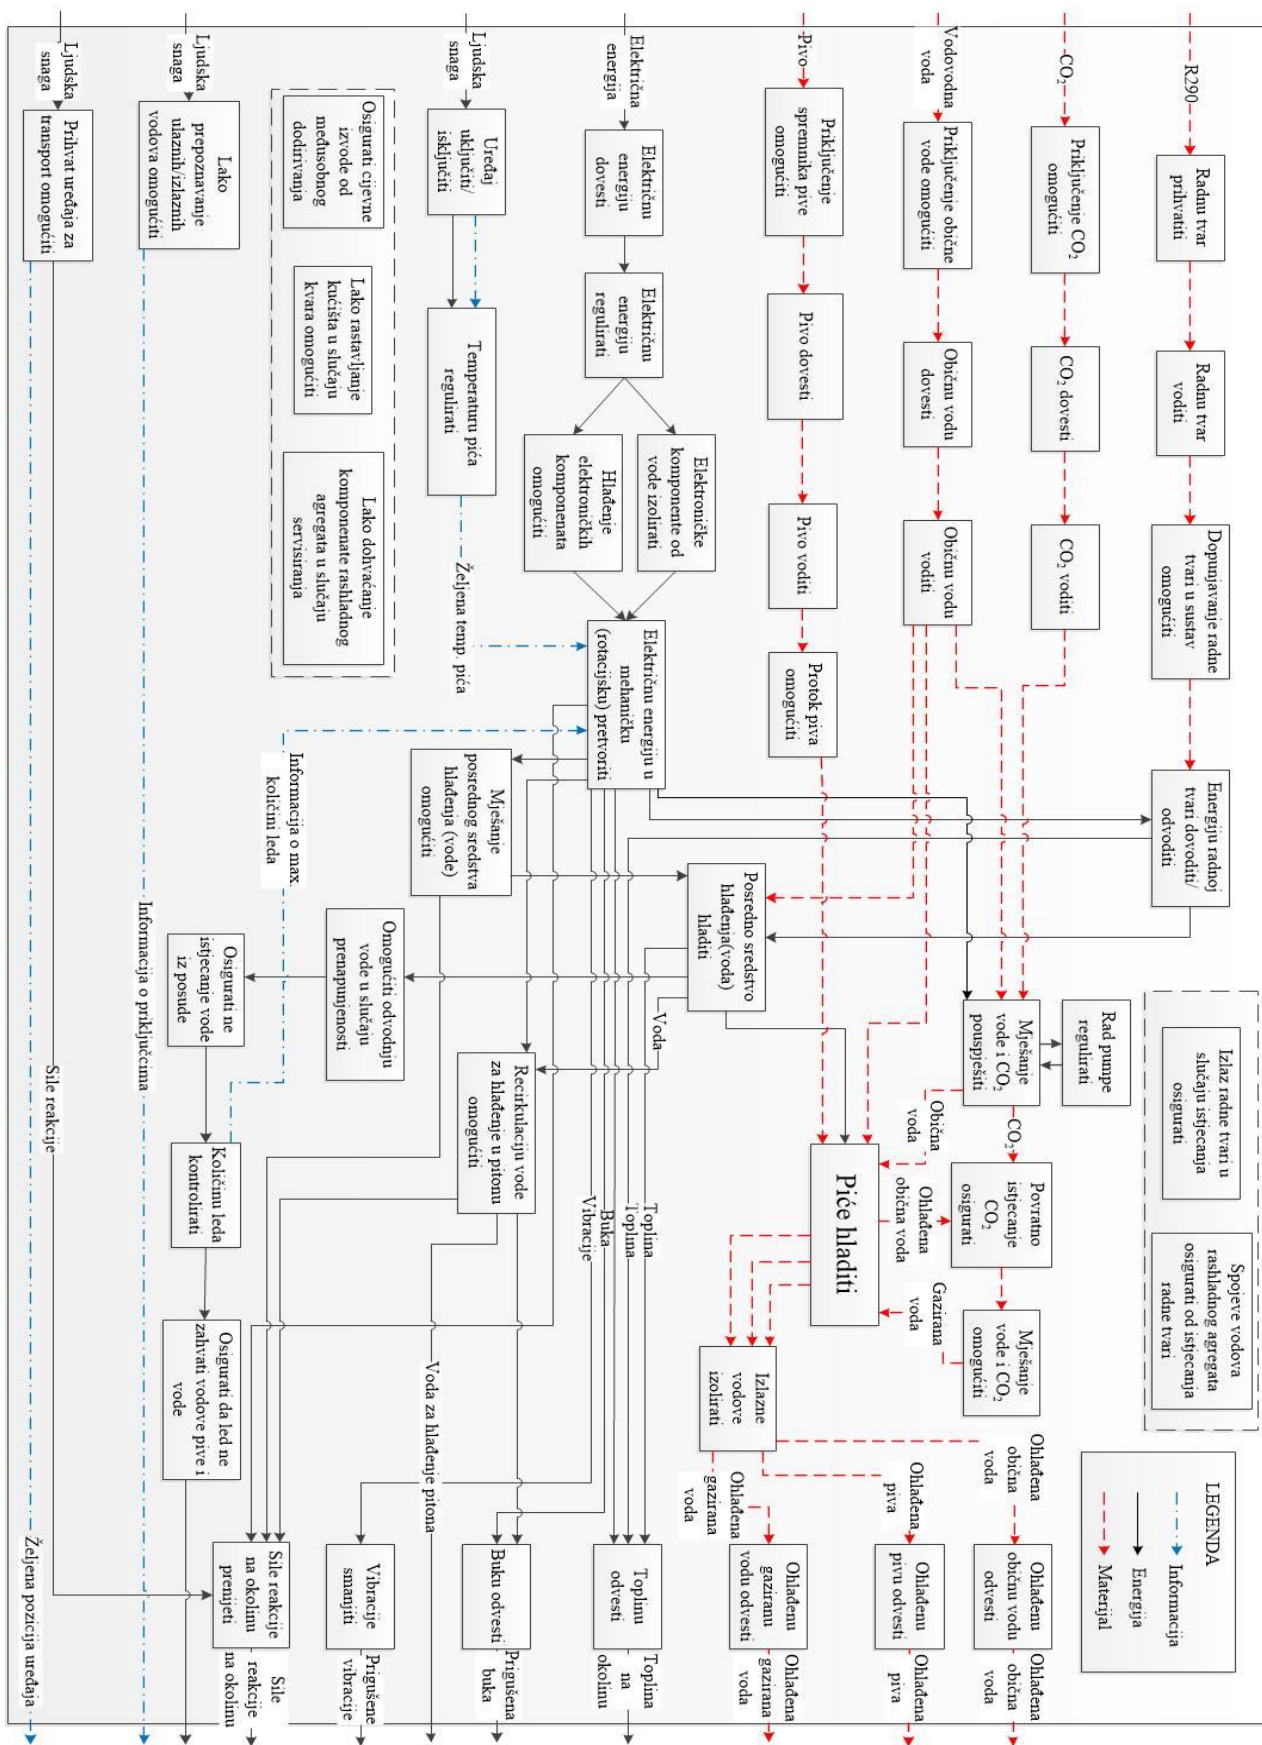 R290
Radnu tvar
prihvatiti
Radnu tvar
voditi
Dopunjavanje radne
tvari u sustav
omogućiti
Energiju radnoj
tvari dovoditi/
odvoditi
Izlaz radne tvari u
slučaju istjecanja
osigurati
Spojeve vodova
rashladnog agregata
osigurati od istjecanja
radne tvari
LEGENDA
Informacija
Energija
Materijal
CO₂
Priključenje CO₂
omogućiti
CO₂ dovesti
CO₂ voditi
Rad pumpe
regulirati
Mješanje
vode i CO₂
pouspješiti
CO₂
Povratno
istjecanje
CO₂
osigurati
Mješanje
vode i CO₂
omogućiti
Vodovodna
voda
Priključenje obične
vode omogućiti
Običnu vodu
dovesti
Običnu vodu
voditi
Obična
voda
Ohlađena
obična voda
Gazirana
voda
Ohlađena
obična
voda
Ohlađenu
običnu vodu
odvesti
Ohlađena
obična
voda
Pivo
Priključenje
spremnika pive
omogućiti
Pivo dovesti
Pivo voditi
Protok piva
omogućiti
Piće hladiti
Izlazne
vodove
izolirati
Ohlađena
piva
Ohlađenu
pivu odvesti
Ohlađena
piva
Ohlađena
gazirana
voda
Ohlađenu
gaziranu
vodu odvesti
Ohlađena
gazirana
voda
Posredno sredstvo
hlađenja(voda)
hladiti
Voda
Električna
energija
Električnu
energiju
dovesti
Električnu
energiju
regulirati
Elektroničke
komponente od
vode izolirati
Hlađenje
elektroničkih
komponenata
omogućiti
Električnu energiju u
mehaničku
(rotacijsku) pretvoriti
Toplina
Toplina
Buka
Vibracije
Toplinu
odvesti
Toplina
na
okolinu
Ljudska
snaga
Uređaj
uključiti/
isključiti
Temperaturu pića
regulirati
Željena temp. pića
Mješanje
posrednog sredstva
hlađenja (vode)
omogućiti
Recirkulaciju vode
za hlađenje u pitonu
omogućiti
Voda za hlađenje pitona
Buku odvesti
Prigušena
buka
Omogućiti odvodnju
vode u slučaju
prenapunjenosti
Vibracije
smanjiti
Prigušene
vibracije
Osigurati cijevne
izvode od
međusobnog
dodirivanja
Lako rastavljanje
kućišta u slučaju
kvara omogućiti
Lako dohvaćanje
komponenate rashladnog
agregata u slučaju
servisiranja
Informacija o max.
količini leda
Osigurati ne
istjecanje vode
iz posude
Količinu leda
kontrolirati
Osigurati da led ne
zahvati vodove pive i
vode
Sile reakcije
na okolinu
prenijeti
Sile
reakcije
na okolinu
Ljudska
snaga
Lako
prepoznavanje
ulaznih/izlaznih
vodova omogućiti
Informacija o priključcima
Ljudska
snaga
Prihvat uređaja za
transport omogućiti
Sile reakcije
Željena pozicija uređaja